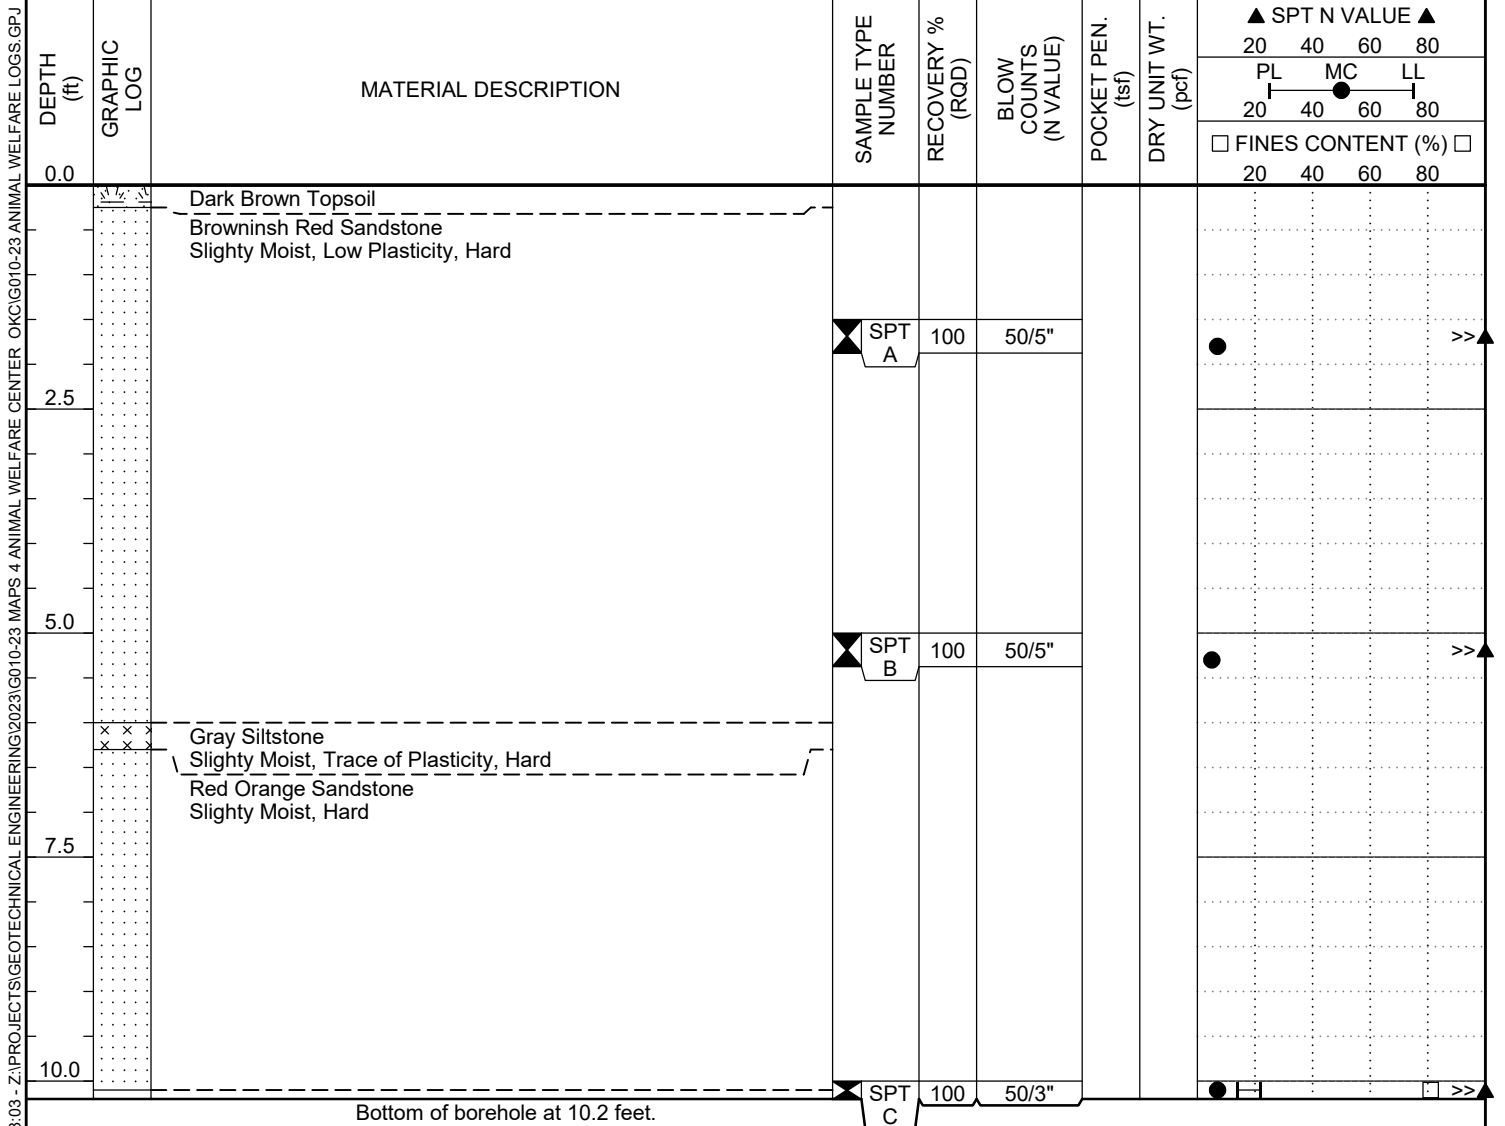 DEPTH
(ft)
GRAPHIC
LOG
MATERIAL DESCRIPTION
SAMPLE TYPE
NUMBER
RECOVERY %
(RQD)
BLOW
COUNTS
(N VALUE)
POCKET PEN.
(tsf)
DRY UNIT WT.
(pcf)
▲ SPT N VALUE ▲
20 40 60 80
PL MC LL
20 40 60 80
□ FINES CONTENT (%) □
20 40 60 80
0.0
Dark Brown Topsoil
Browninsh Red Sandstone
Slighty Moist, Low Plasticity, Hard
SPT
A
100
50/5"
>>▲
2.5
5.0
SPT
B
100
50/5"
>>▲
Gray Siltstone
Slighty Moist, Trace of Plasticity, Hard
Red Orange Sandstone
Slighty Moist, Hard
7.5
10.0
SPT
C
100
50/3"
>>▲
Bottom of borehole at 10.2 feet.
:03 - Z:\PROJECTS\GEOTECHNICAL ENGINEERING\2023\G010-23 MAPS 4 ANIMAL WELFARE CENTER OKC\G010-23 ANIMAL WELFARE LOGS.GPJ